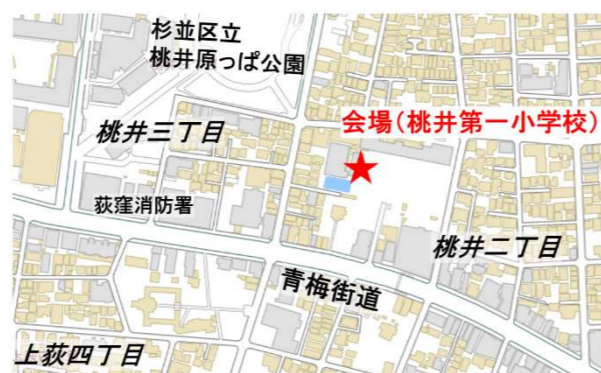 杉並区立
桃井原っぱ公園
会場(桃井第一小学校)
桃井三丁目
荻窪消防署
桃井二丁目
青梅街道
上荻四丁目